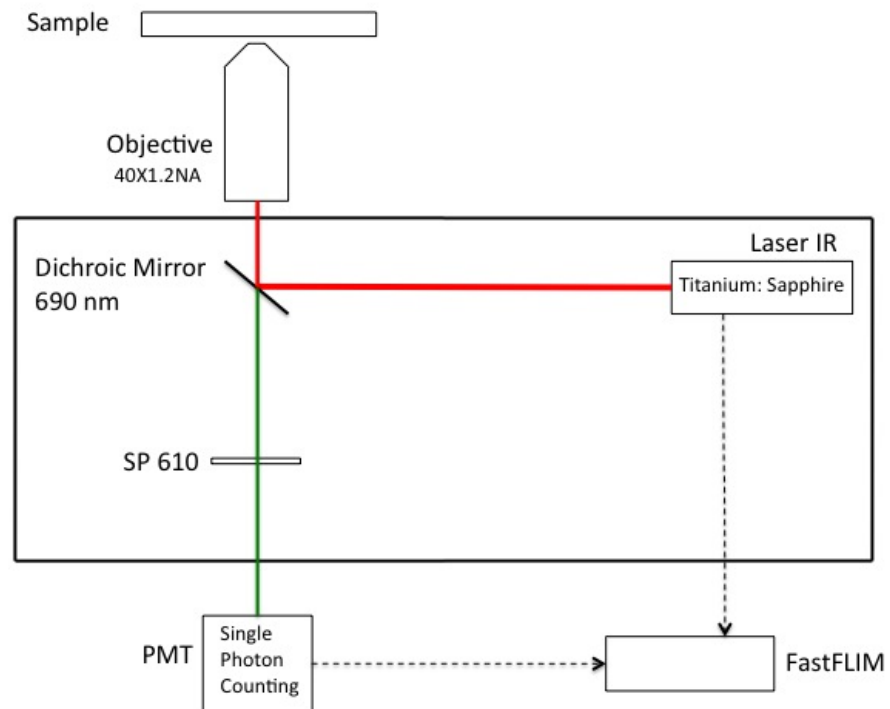 Sample
Objective
40X1.2NA
Laser IR
Dichroic Mirror
690 nm
Titanium: Sapphire
SP 610
PMT
Single
Photon
Counting
FastFLIM